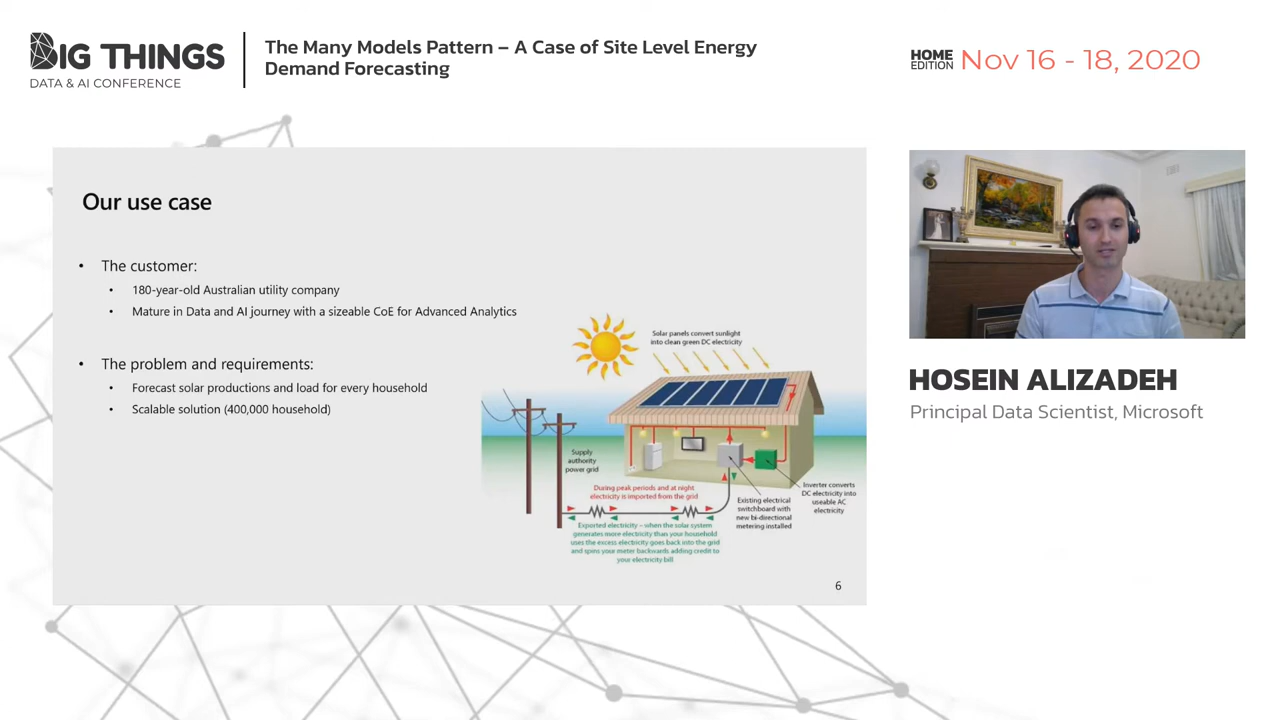 BIG THINGS
DATA & AI CONFERENCE
The Many Models Pattern – A Case of Site Level Energy
Demand Forecasting
HOME
EDITION
Nov 16 - 18, 2020
Our use case
• The customer:
• 180-year-old Australian utility company
• Mature in Data and AI journey with a sizeable CoE for Advanced Analytics
• The problem and requirements:
• Forecast solar productions and load for every household
• Scalable solution (400,000 household)
Solar panels convert sunlight
into clean green DC electricity
Supply
authority
power grid
During peak periods and at night
electricity is imported from the grid
Exported electricity – when the solar system
generates more electricity than your household
uses the excess electricity goes back into the grid
and spins your meter backwards adding credit to
your electricity bill
Existing electrical
switchboard with
new bi-directional
metering installed
Inverter converts
DC electricity into
useable AC
electricity
6
HOSEIN ALIZADEH
Principal Data Scientist, Microsoft